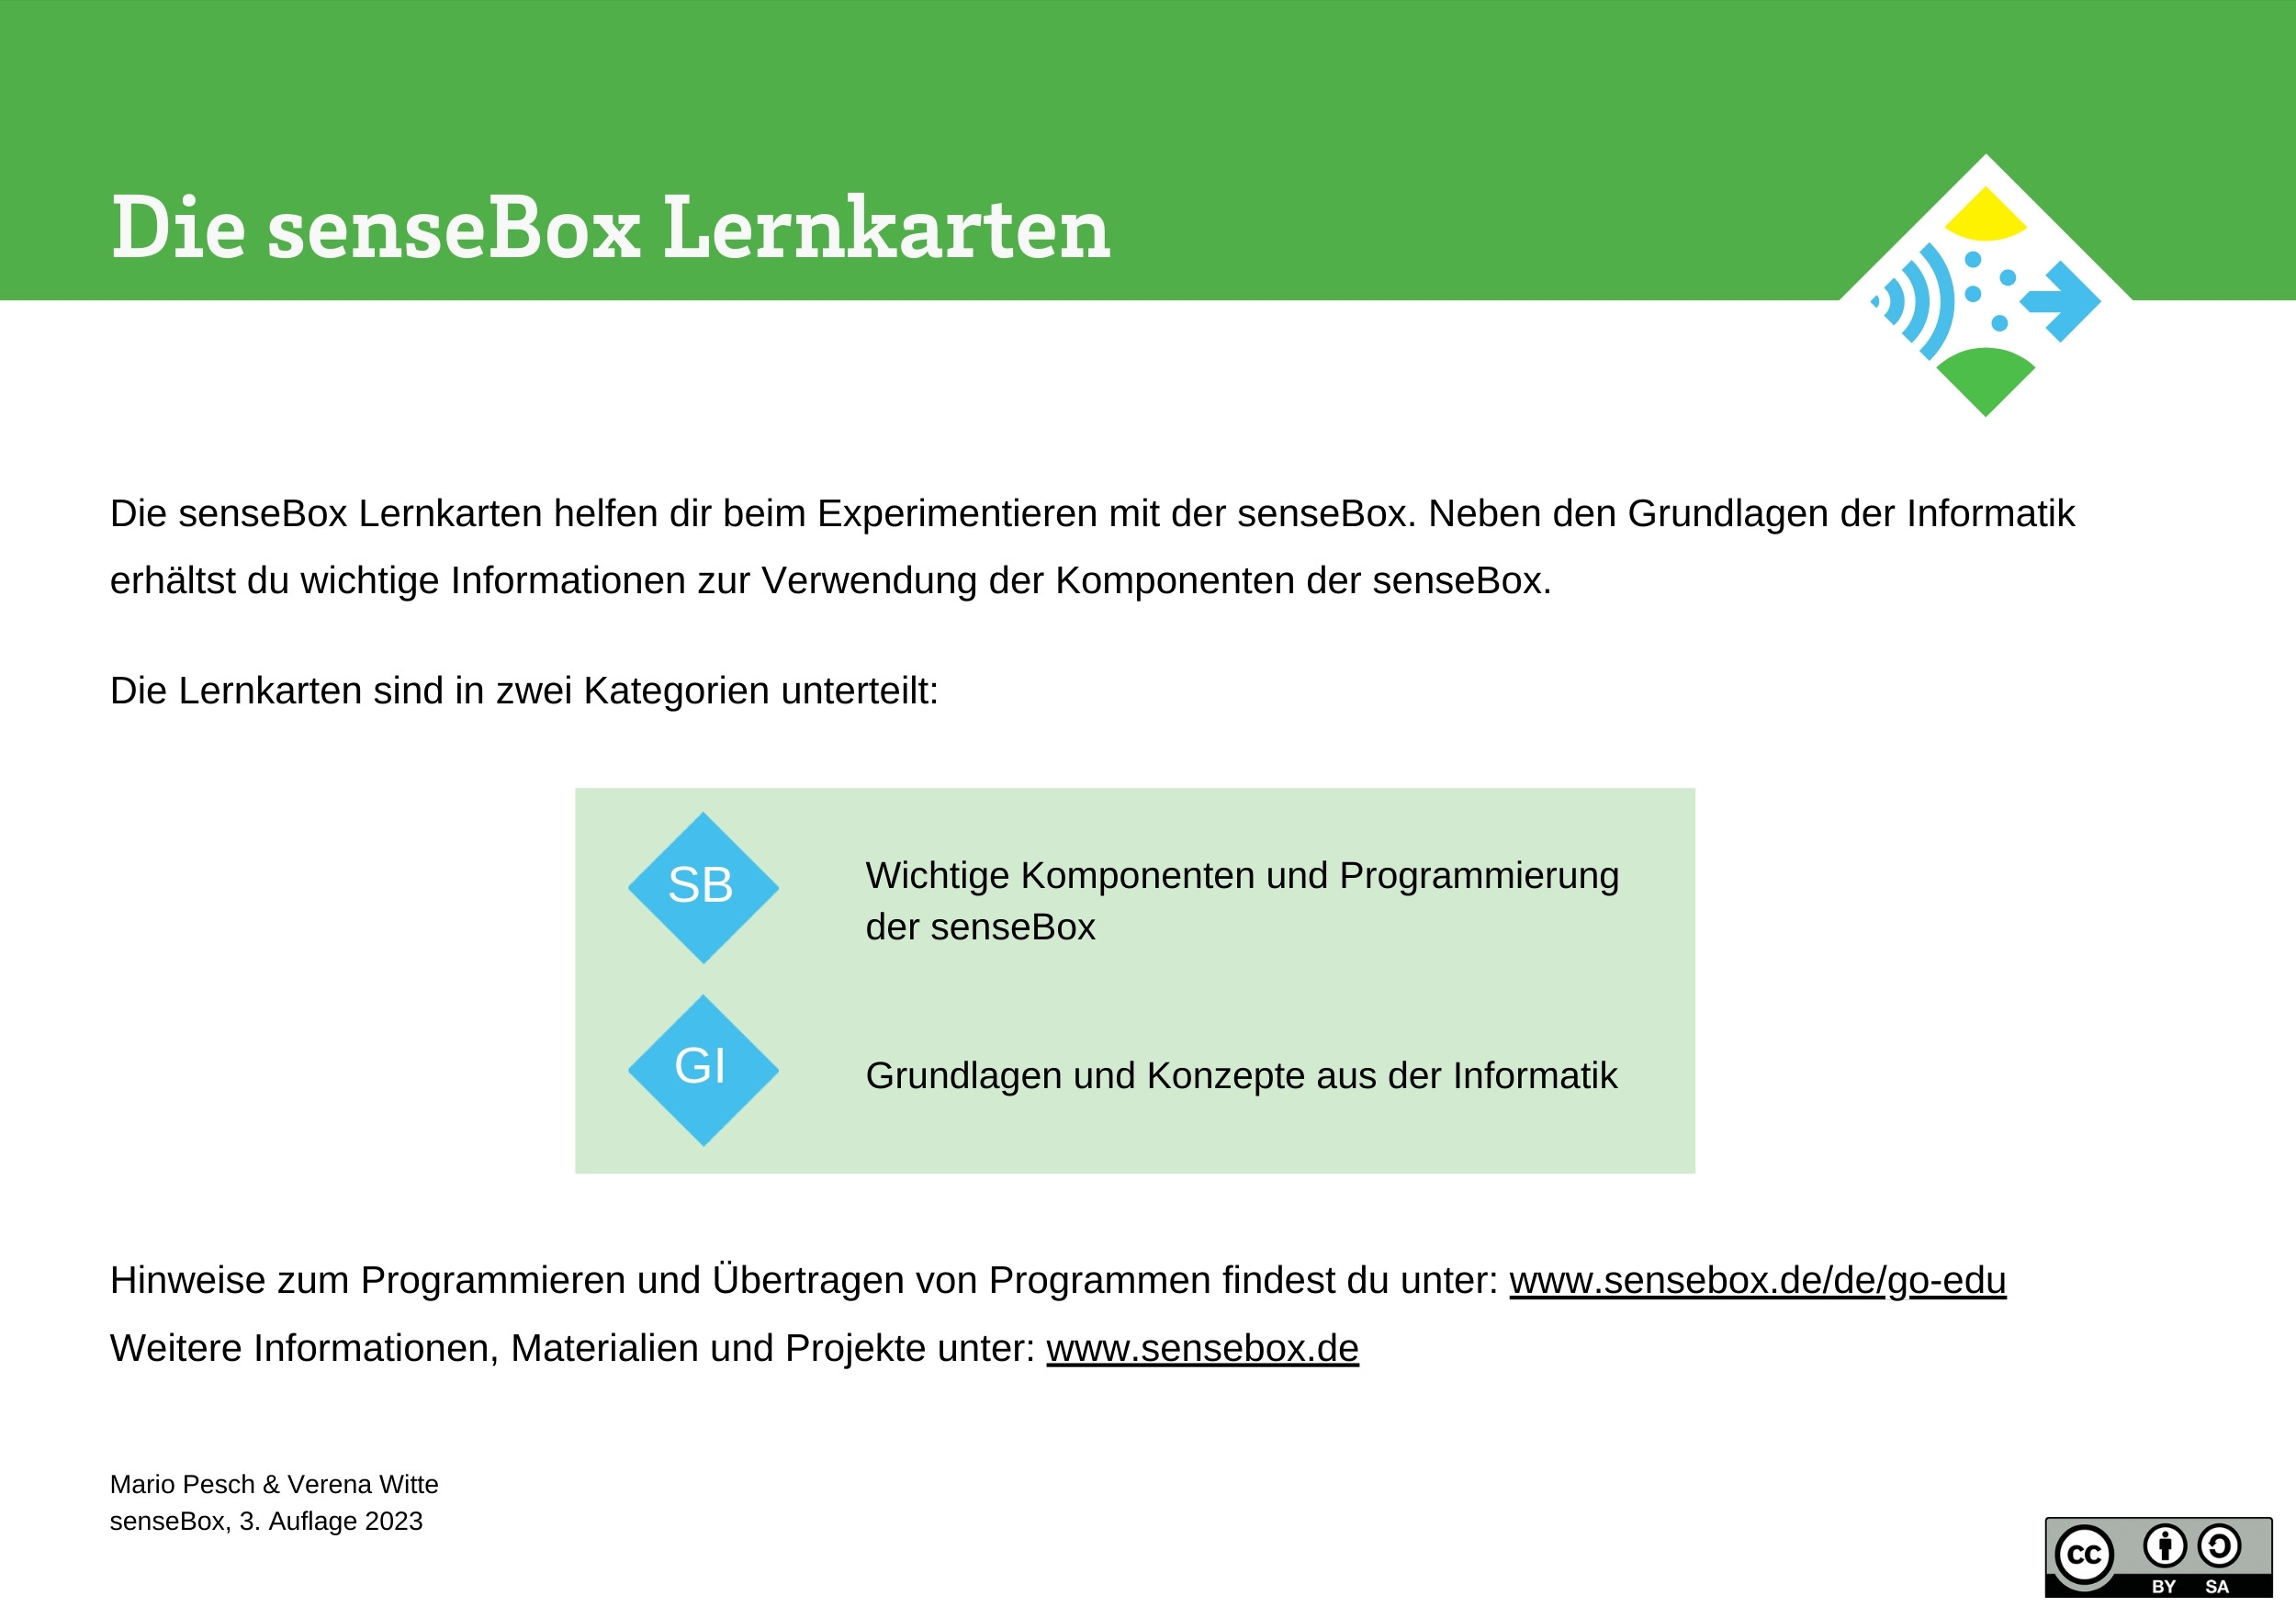 Die senseBox Lernkarten
Die senseBox Lernkarten helfen dir beim Experimentieren mit der senseBox. Neben den Grundlagen der Informatik
erhältst du wichtige Informationen zur Verwendung der Komponenten der senseBox.
Die Lernkarten sind in zwei Kategorien unterteilt:
SB
Wichtige Komponenten und Programmierung
der senseBox
GI
Grundlagen und Konzepte aus der Informatik
Hinweise zum Programmieren und Übertragen von Programmen findest du unter: www.sensebox.de/de/go-edu
Weitere Informationen, Materialien und Projekte unter: www.sensebox.de
Mario Pesch & Verena Witte
senseBox, 3. Auflage 2023
cc
BY SA